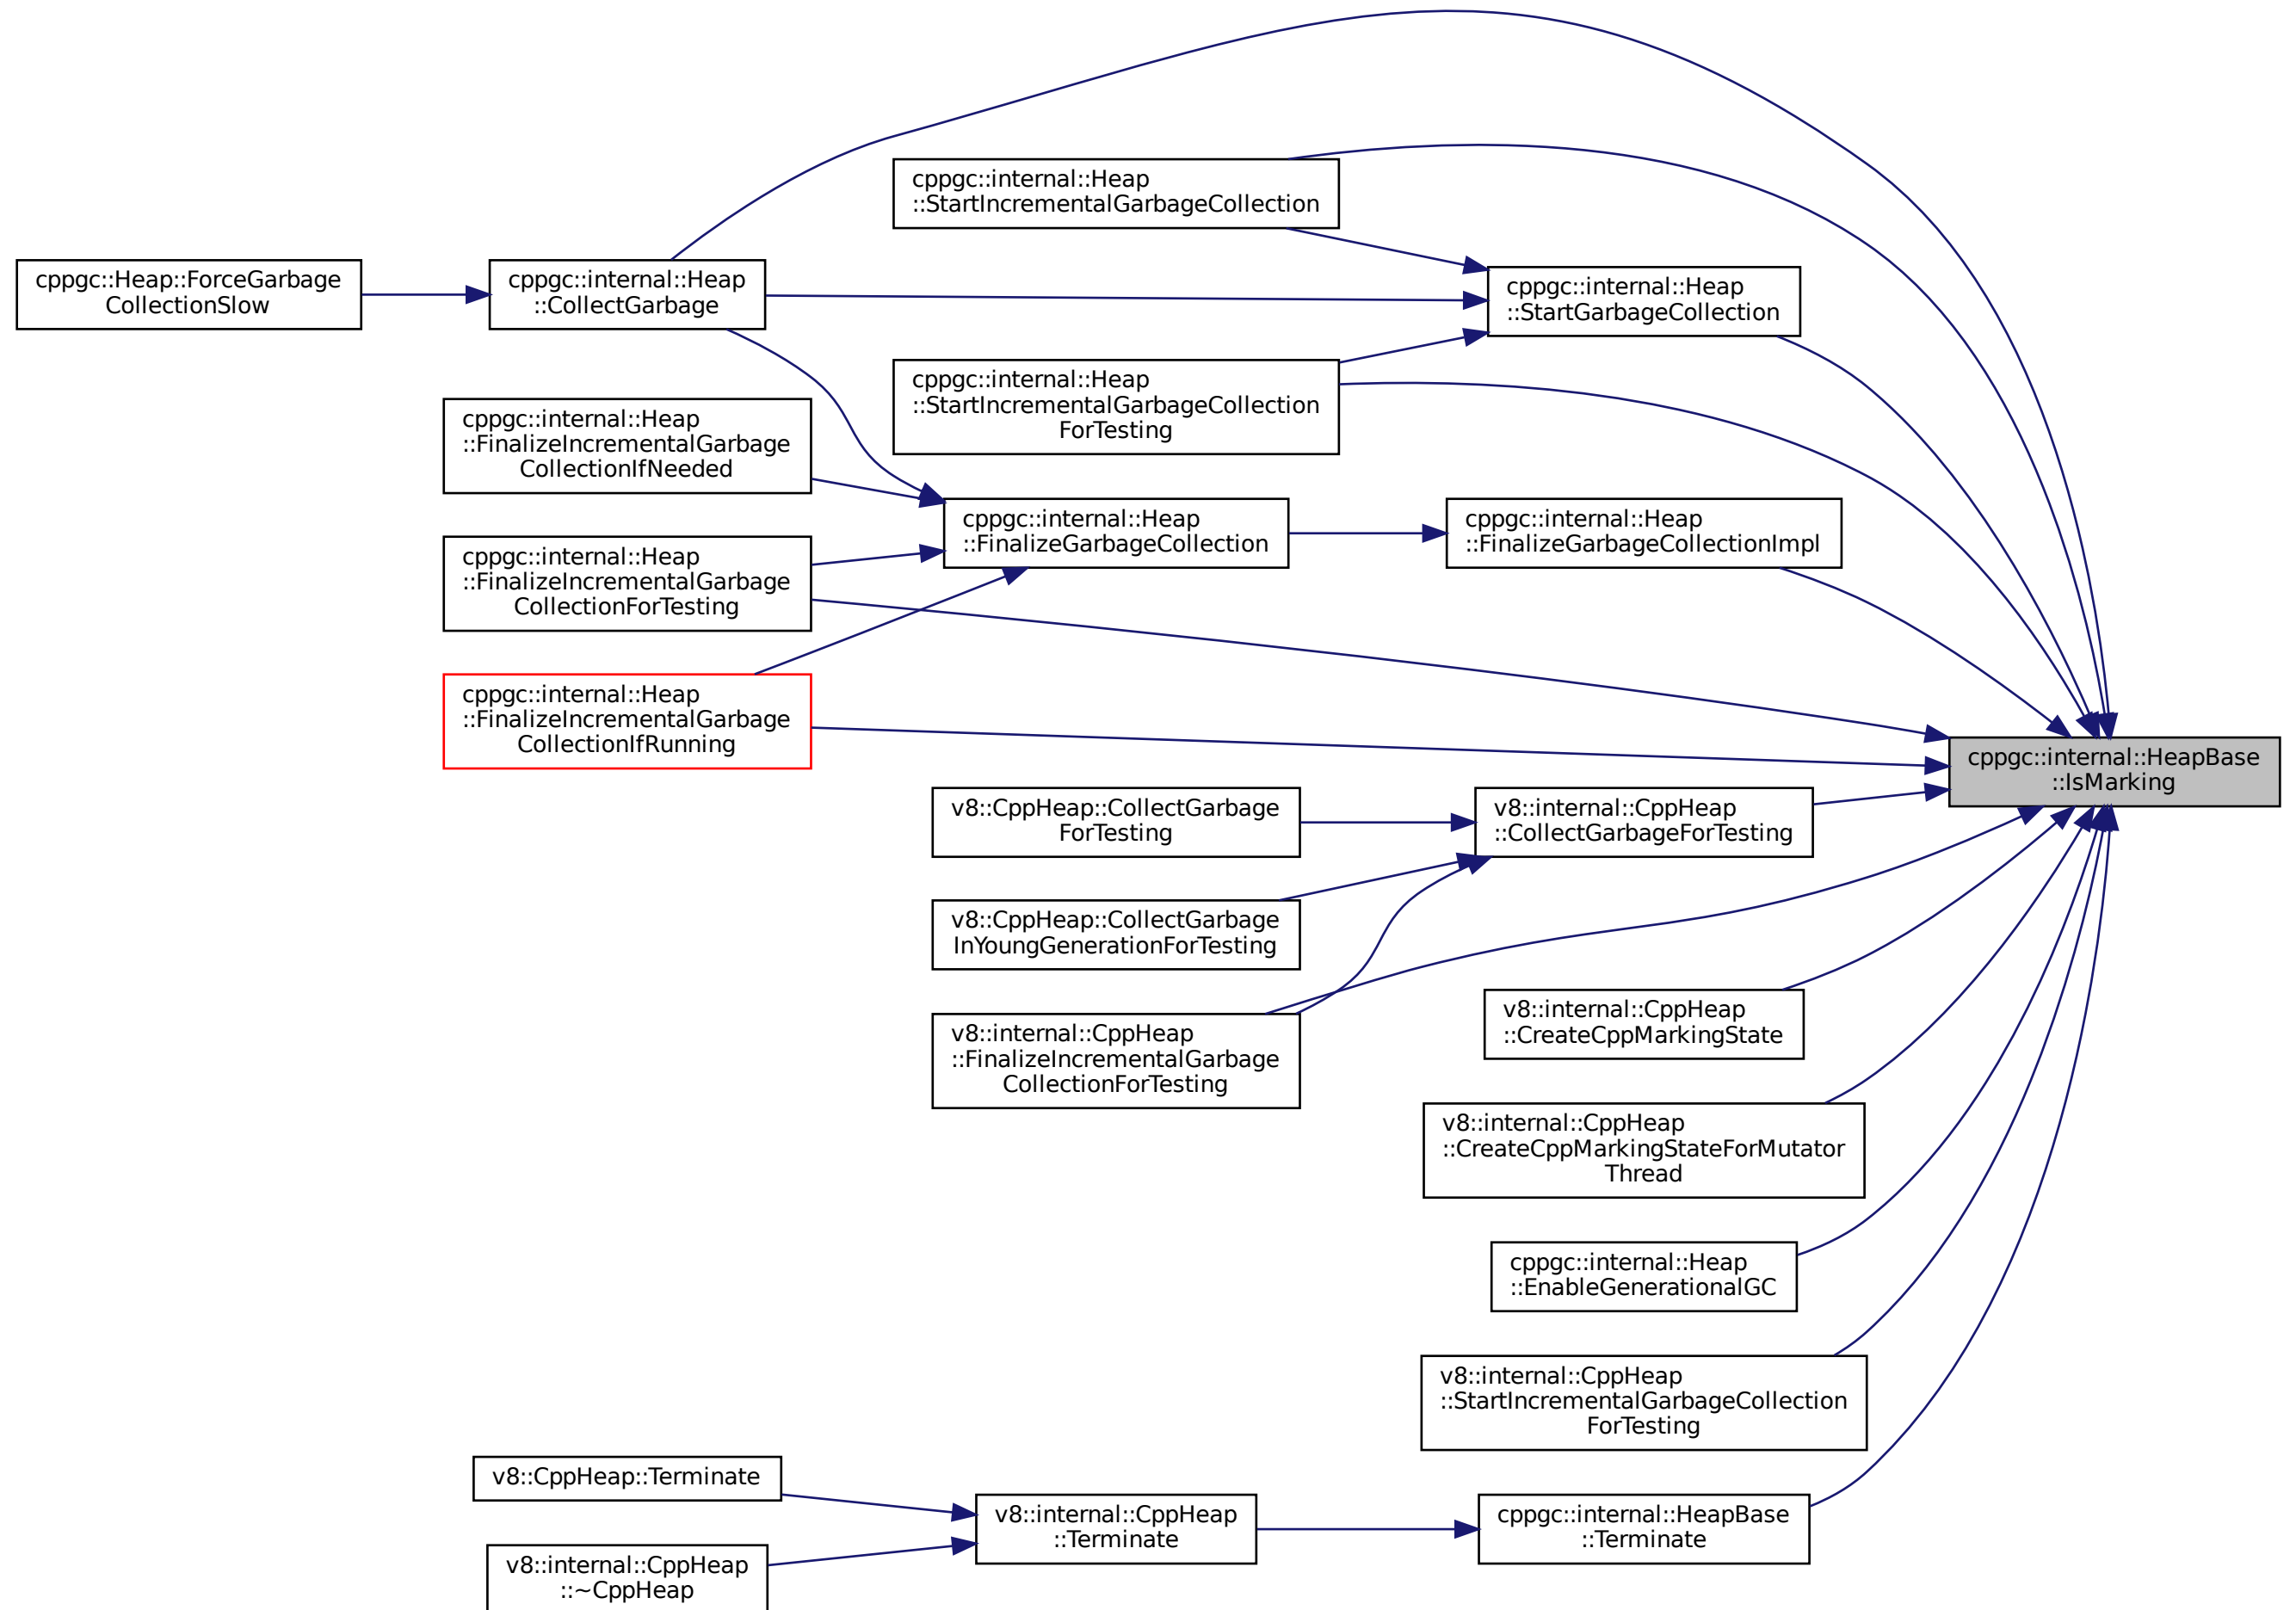 cppgc::internal::Heap
::StartIncrementalGarbageCollection
cppgc::Heap::ForceGarbage
CollectionSlow
cppgc::internal::Heap
::CollectGarbage
cppgc::internal::Heap
::StartGarbageCollection
cppgc::internal::Heap
::StartIncrementalGarbageCollection
ForTesting
cppgc::internal::Heap
::FinalizeIncrementalGarbage
CollectionIfNeeded
cppgc::internal::Heap
::FinalizeGarbageCollection
cppgc::internal::Heap
::FinalizeGarbageCollectionImpl
cppgc::internal::Heap
::FinalizeIncrementalGarbage
CollectionForTesting
cppgc::internal::Heap
::FinalizeIncrementalGarbage
CollectionIfRunning
cppgc::internal::HeapBase
::IsMarking
v8::CppHeap::CollectGarbage
ForTesting
v8::internal::CppHeap
::CollectGarbageForTesting
v8::CppHeap::CollectGarbage
InYoungGenerationForTesting
v8::internal::CppHeap
::FinalizeIncrementalGarbage
CollectionForTesting
v8::internal::CppHeap
::CreateCppMarkingState
v8::internal::CppHeap
::CreateCppMarkingStateForMutator
Thread
cppgc::internal::Heap
::EnableGenerationalGC
v8::internal::CppHeap
::StartIncrementalGarbageCollection
ForTesting
v8::CppHeap::Terminate
v8::internal::CppHeap
::Terminate
cppgc::internal::HeapBase
::Terminate
v8::internal::CppHeap
::~CppHeap